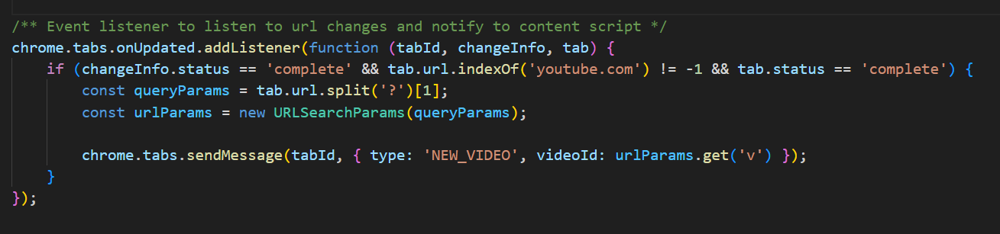 /** Event listener to listen to url changes and notify to content script */
chrome.tabs.onUpdated.addListener(function (tabId, changeInfo, tab) {
    if (changeInfo.status == 'complete' && tab.url.indexOf('youtube.com') != -1 && tab.status == 'complete') {
        const queryParams = tab.url.split('?')[1];
        const urlParams = new URLSearchParams(queryParams);

        chrome.tabs.sendMessage(tabId, { type: 'NEW_VIDEO', videoId: urlParams.get('v') });
    }
});